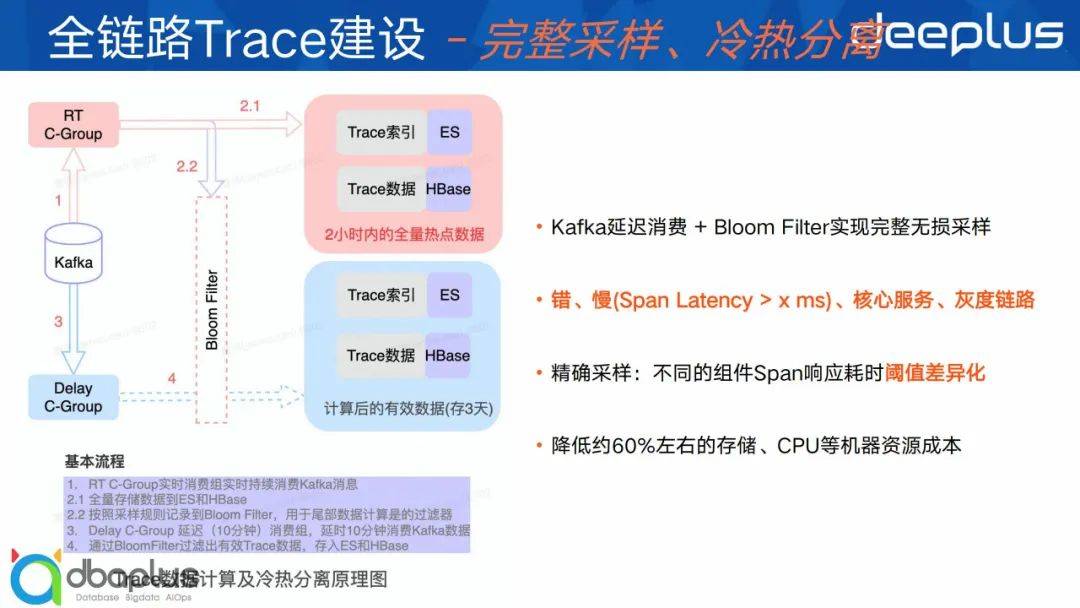 全链路Trace建设 - 完整采样、冷热分离
deeplus
RT
C-Group
2.1
2.2
1
Kafka
3
Delay
C-Group
4
Bloom Filter
Trace索引 ES
Trace数据 HBase
2小时内的全量热点数据
Trace索引 ES
Trace数据 HBase
计算后的有效数据(存3天)
• Kafka延迟消费 + Bloom Filter实现完整无损采样
• 错、慢(Span Latency > x ms)、核心服务、灰度链路
• 精确采样：不同的组件Span响应耗时阈值差异化
• 降低约60%左右的存储、CPU等机器资源成本
基本流程
1. RT C-Group实时消费组实时持续消费Kafka消息
2.1 全量存储数据到ES和HBase
2.2 按照采样规则记录到Bloom Filter，用于尾部数据计算是的过滤器
3. Delay C-Group 延迟（10分钟）消费组，延时10分钟消费Kafka数据
4. 通过BloomFilter过滤出有效Trace数据，存入ES和HBase
Trace数据计算及冷热分离原理图
dbaplus
Database Bigdata AiOps